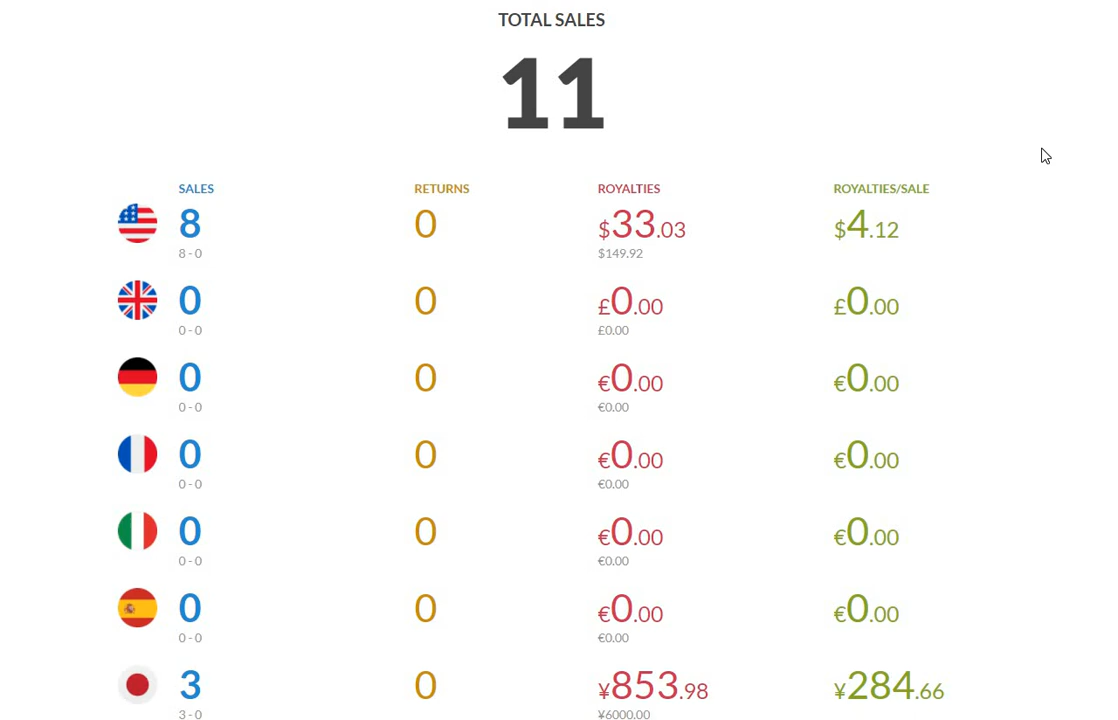 TOTAL SALES
11
SALES RETURNS ROYALTIES ROYALTIES/SALE
8 0 $33.03 $4.12
8 - 0 $149.92
0 0 £0.00 £0.00
0 - 0 £0.00
0 0 €0.00 €0.00
0 - 0 €0.00
0 0 €0.00 €0.00
0 - 0 €0.00
0 0 €0.00 €0.00
0 - 0 €0.00
0 0 €0.00 €0.00
0 - 0 €0.00
3 0 ¥853.98 ¥284.66
3 - 0 ¥6000.00